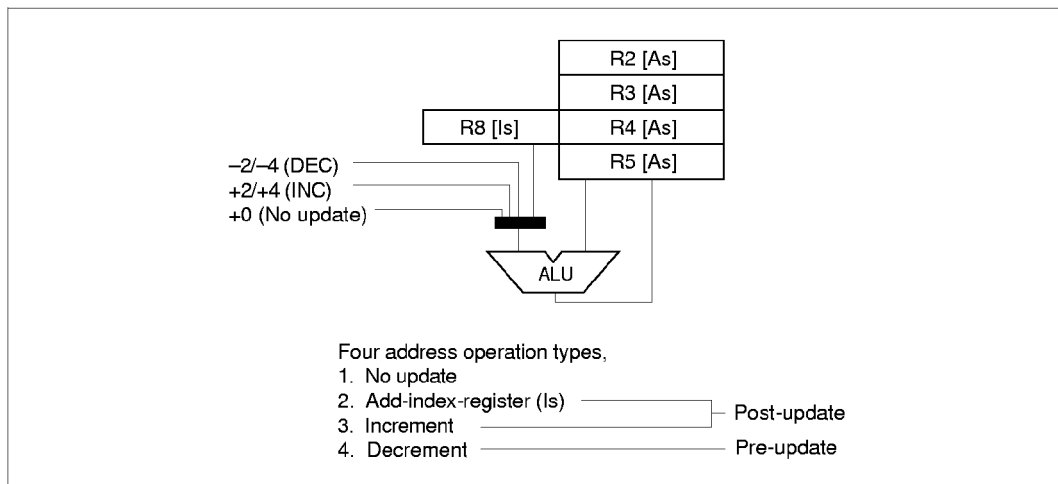 R2 [As]
R3 [As]
R8 [Is]
R4 [As]
R5 [As]
–2/–4 (DEC)
+2/+4 (INC)
+0 (No update)
ALU
Four address operation types,
1. No update
2. Add-index-register (Is)
3. Increment
Post-update
4. Decrement
Pre-update